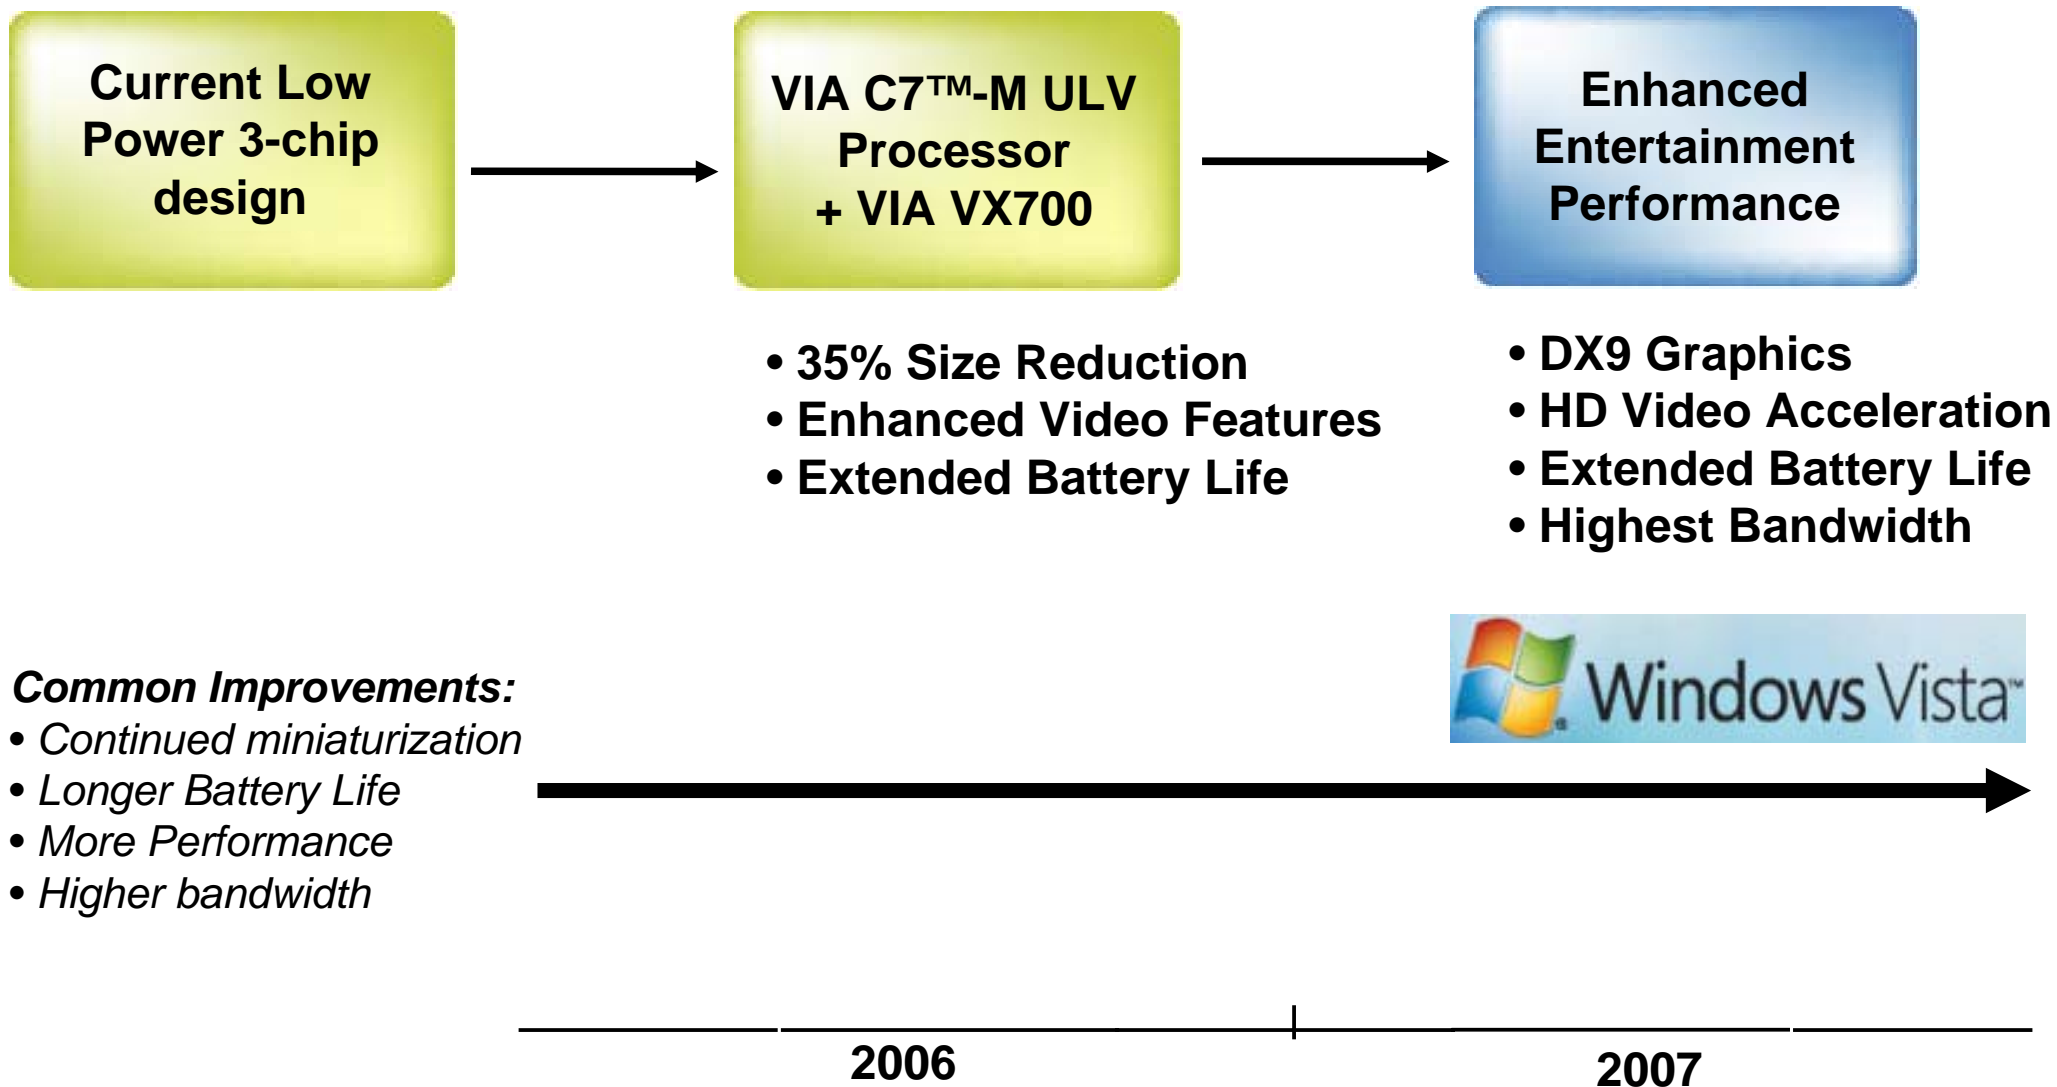 Current Low
Power 3-chip
design
VIA C7™-M ULV
Processor
+ VIA VX700
Enhanced
Entertainment
Performance
• 35% Size Reduction
• Enhanced Video Features
• Extended Battery Life
• DX9 Graphics
• HD Video Acceleration
• Extended Battery Life
• Highest Bandwidth
Windows Vista™
Common Improvements:
• Continued miniaturization
• Longer Battery Life
• More Performance
• Higher bandwidth
2006
2007